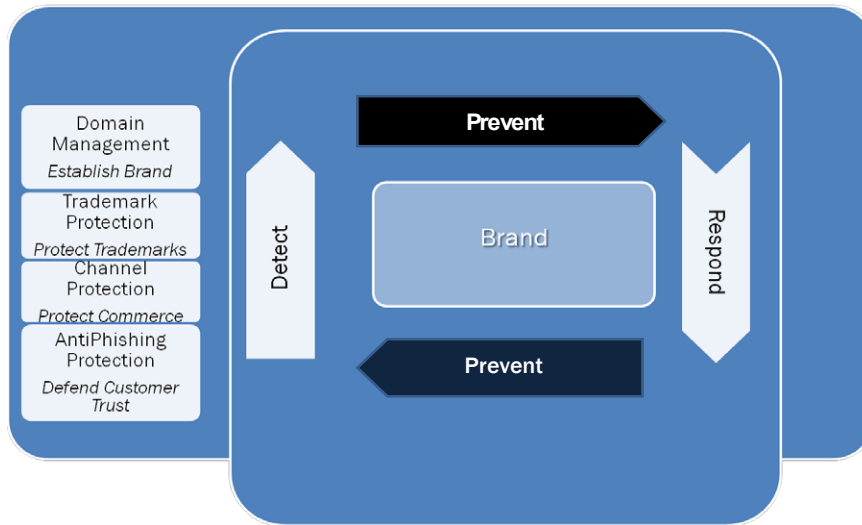 Domain
Management
Establish Brand
Trademark
Protection
Protect Trademarks
Channel
Protection
Protect Commerce
AntiPhishing
Protection
Defend Customer
Trust
Detect
Prevent
Brand
Prevent
Respond